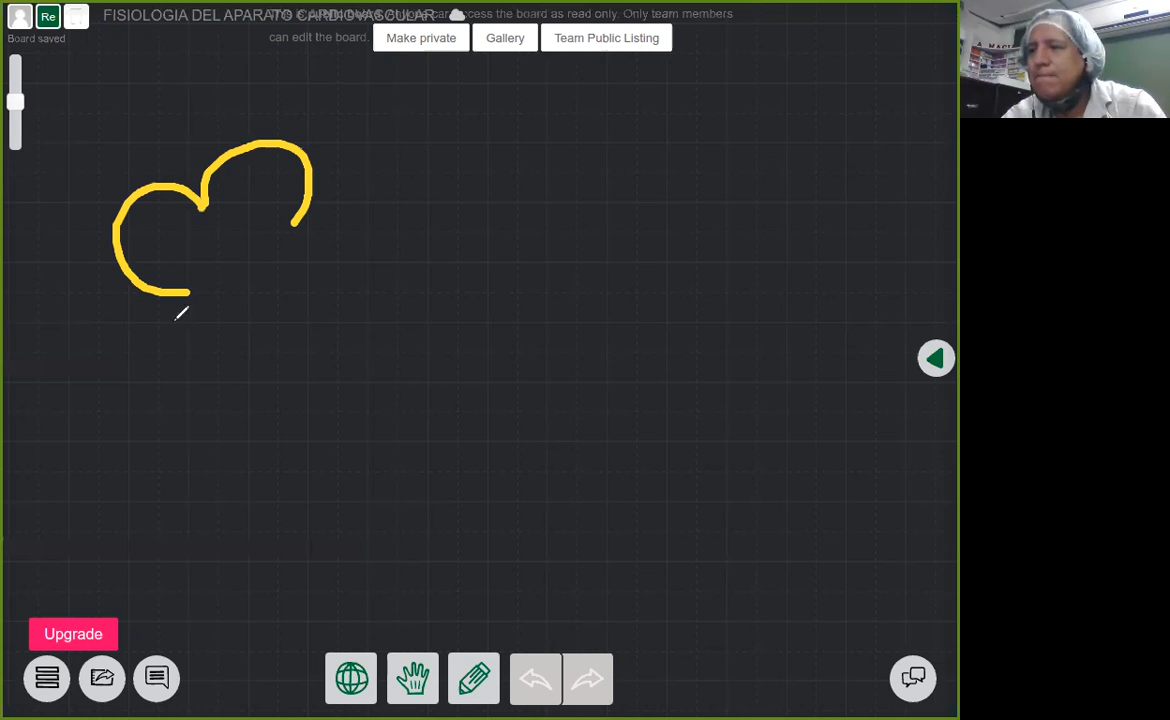 Re
FISIOLOGIA DEL APARATO CARDIOVASCULAR
access the board as read only. Only team members
can edit the board.
Make private
Gallery
Team Public Listing
Board saved
Upgrade